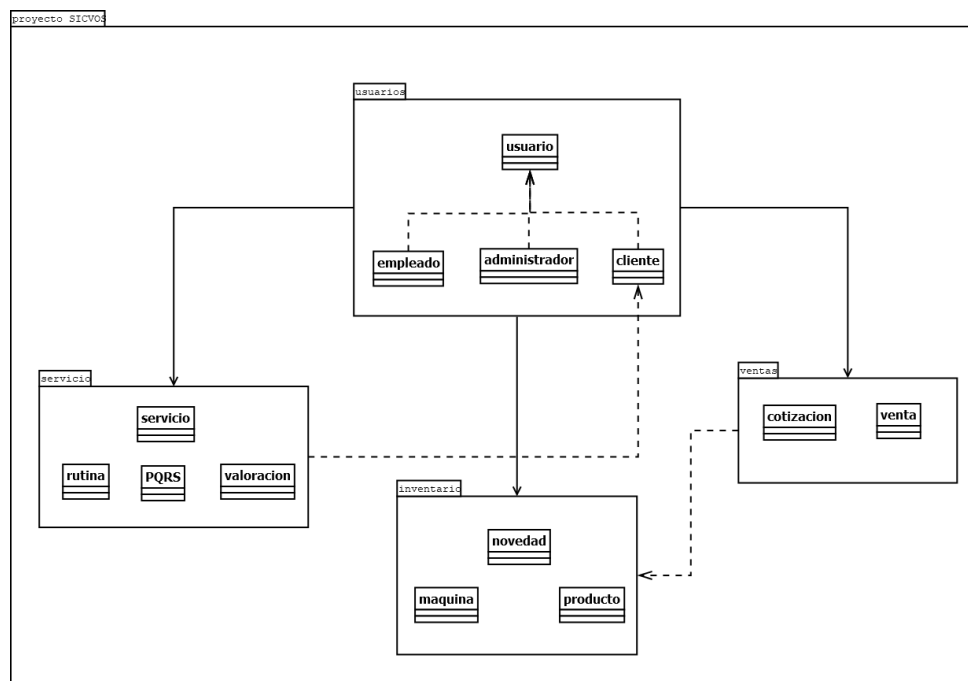 proyecto SICVOS
usuarios
usuario
empleado
administrador
cliente
servicio
servicio
rutina
PQRS
valoracion
ventas
cotizacion
venta
inventario
novedad
maquina
producto